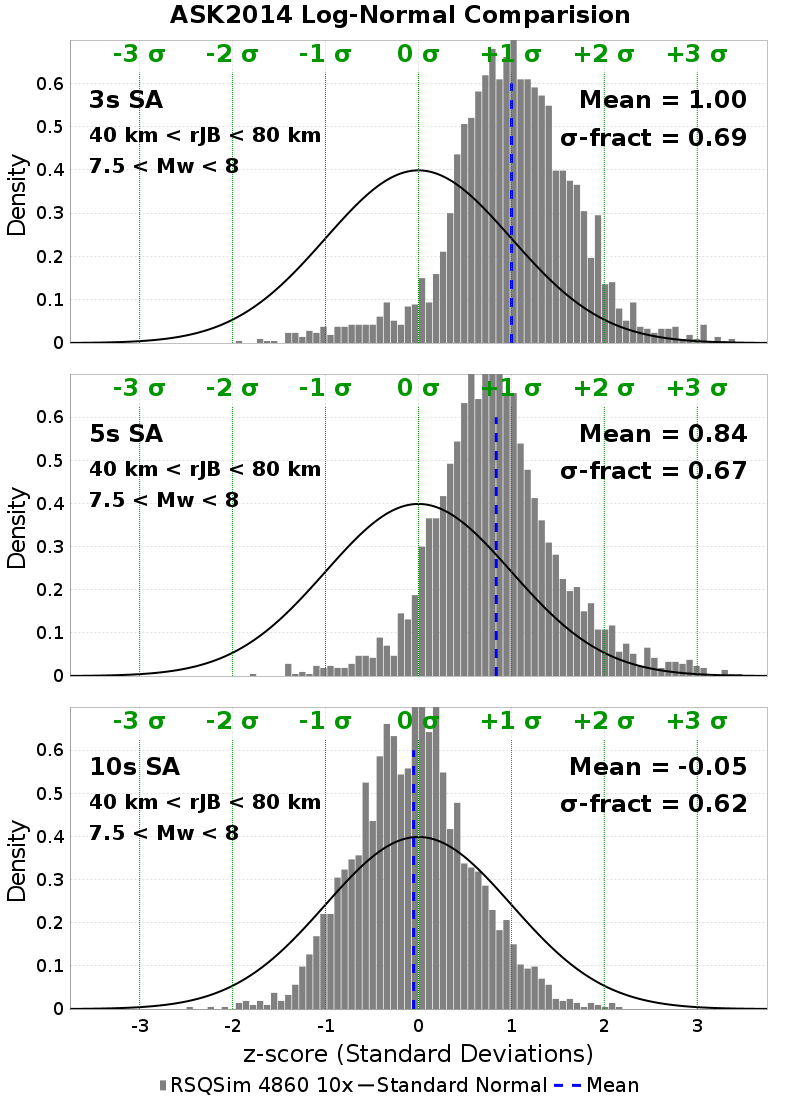 ASK2014 Log-Normal Comparision
-3 σ -2 σ -1 σ 0 σ +1 σ +2 σ +3 σ
3s SA
40 km < rJB < 80 km
7.5 < Mw < 8
Mean = 1.00
σ-fract = 0.69
Density
0.6
0.5
0.4
0.3
0.2
0.1
0
-3 σ -2 σ -1 σ 0 σ +1 σ +2 σ +3 σ
5s SA
40 km < rJB < 80 km
7.5 < Mw < 8
Mean = 0.84
σ-fract = 0.67
Density
0.6
0.5
0.4
0.3
0.2
0.1
0
-3 σ -2 σ -1 σ 0 σ +1 σ +2 σ +3 σ
10s SA
40 km < rJB < 80 km
7.5 < Mw < 8
Mean = -0.05
σ-fract = 0.62
Density
0.6
0.5
0.4
0.3
0.2
0.1
0
-3 -2 -1 0 1 2 3
z-score (Standard Deviations)
RSQSim 4860 10x Standard Normal Mean